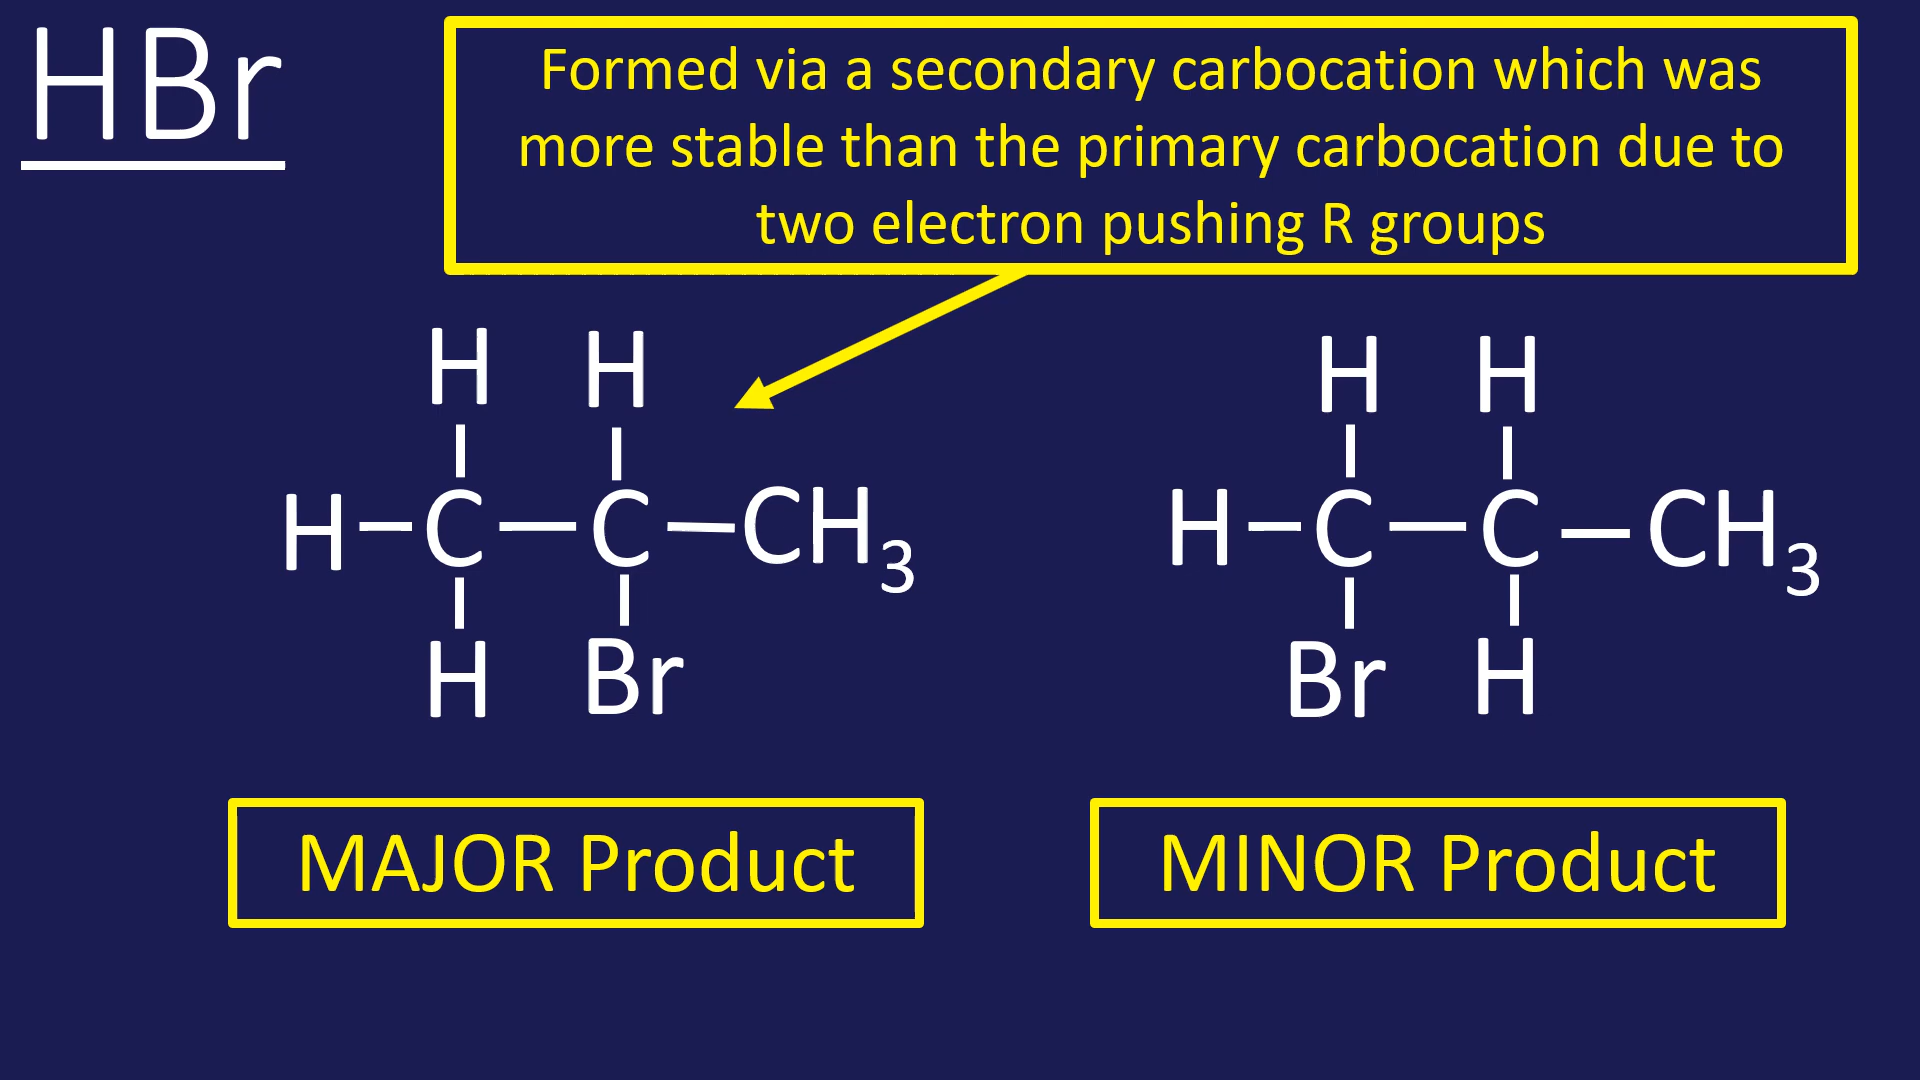 HBr
Formed via a secondary carbocation which was
more stable than the primary carbocation due to
two electron pushing R groups
H H
H C C CH3
H Br
H H
H C C CH3
Br H
MAJOR Product
MINOR Product